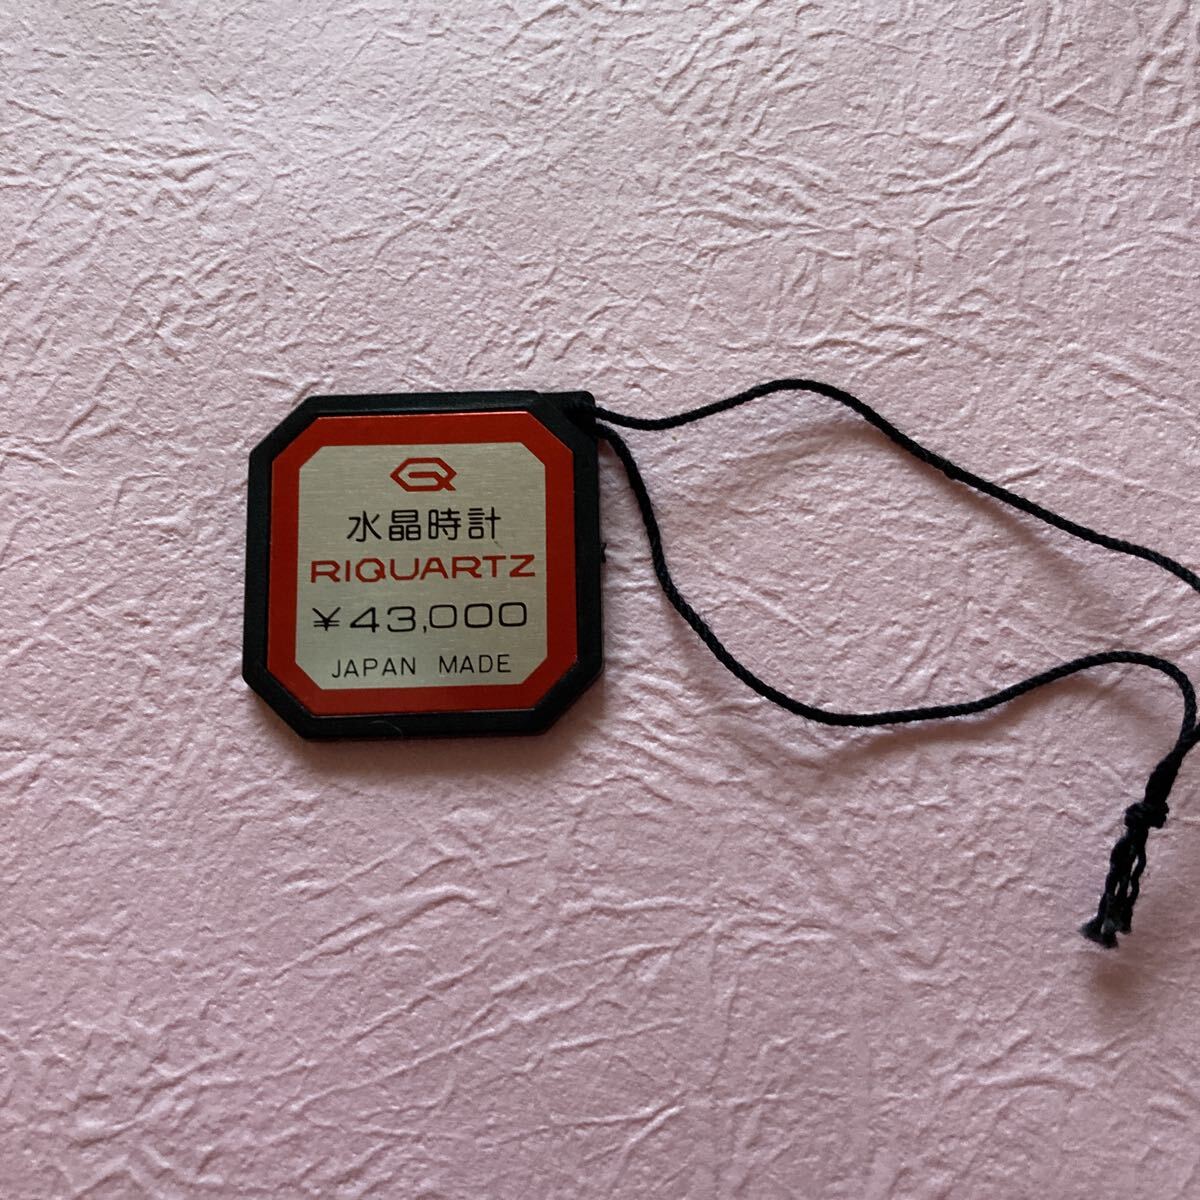 水晶時計
RIQUARTZ
¥43,000
JAPAN MADE